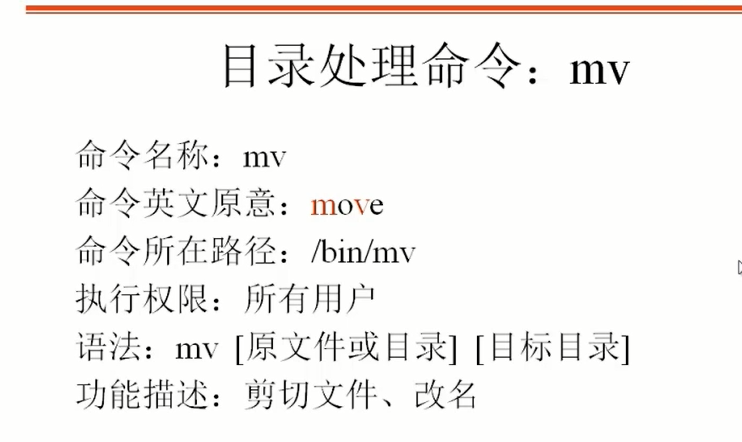 目录处理命令：mv
命令名称：mv
命令英文原意：move
命令所在路径：/bin/mv
执行权限：所有用户
语法：mv [原文件或目录] [目标目录]
功能描述：剪切文件、改名